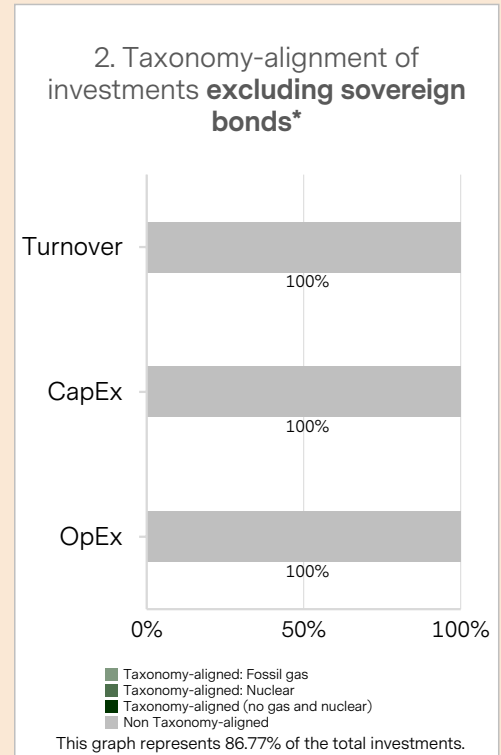 2. Taxonomy-alignment of
investments excluding sovereign
bonds*
Turnover
100%
CapEx
100%
OpEx
100%
0% 50% 100%
Taxonomy-aligned: Fossil gas
Taxonomy-aligned: Nuclear
Taxonomy-aligned (no gas and nuclear)
Non Taxonomy-aligned
This graph represents 86.77% of the total investments.